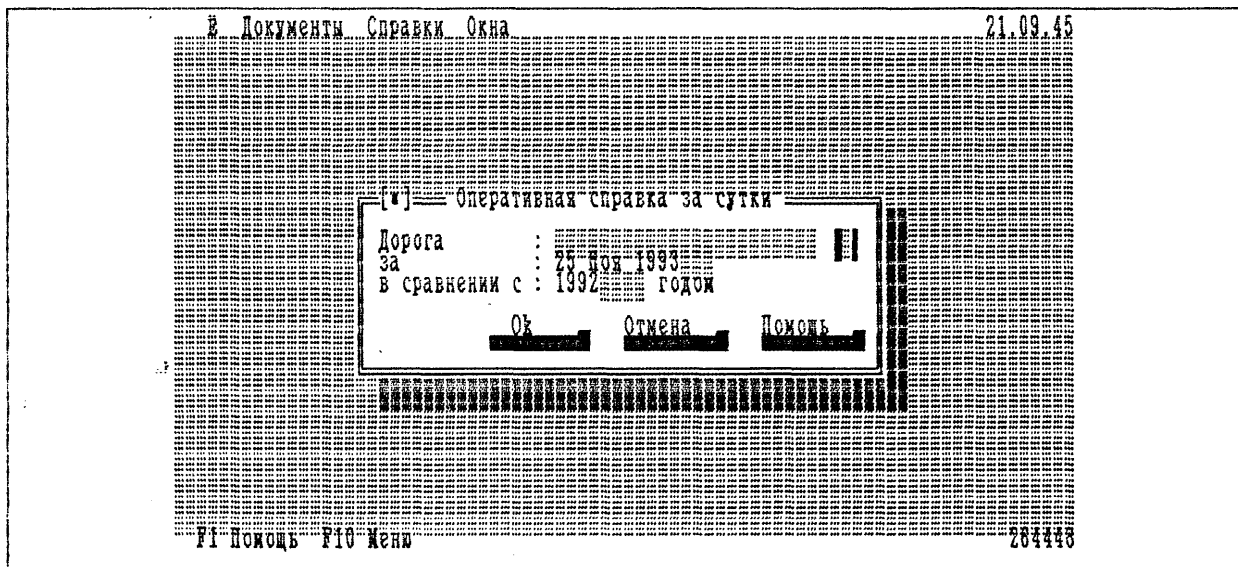 Ё Документы Справки Окна 21.09.45
[*] Оперативная справка за сутки
Дорога :
за : 25 ноя 1993
в сравнении с : 1992 годом
Ok Отмена Помощь
F1 Помощь F10 Меню 284448